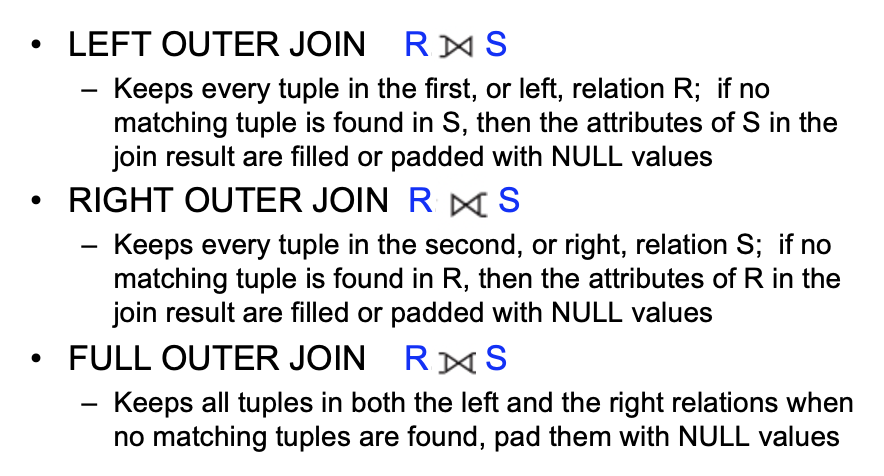 • LEFT OUTER JOIN R ⟕ S
– Keeps every tuple in the first, or left, relation R; if no
matching tuple is found in S, then the attributes of S in the
join result are filled or padded with NULL values
• RIGHT OUTER JOIN R ⟖ S
– Keeps every tuple in the second, or right, relation S; if no
matching tuple is found in R, then the attributes of R in the
join result are filled or padded with NULL values
• FULL OUTER JOIN R ⟗ S
– Keeps all tuples in both the left and the right relations when
no matching tuples are found, pad them with NULL values